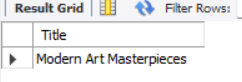 Result Grid Filter Rows:
Title
Modern Art Masterpieces